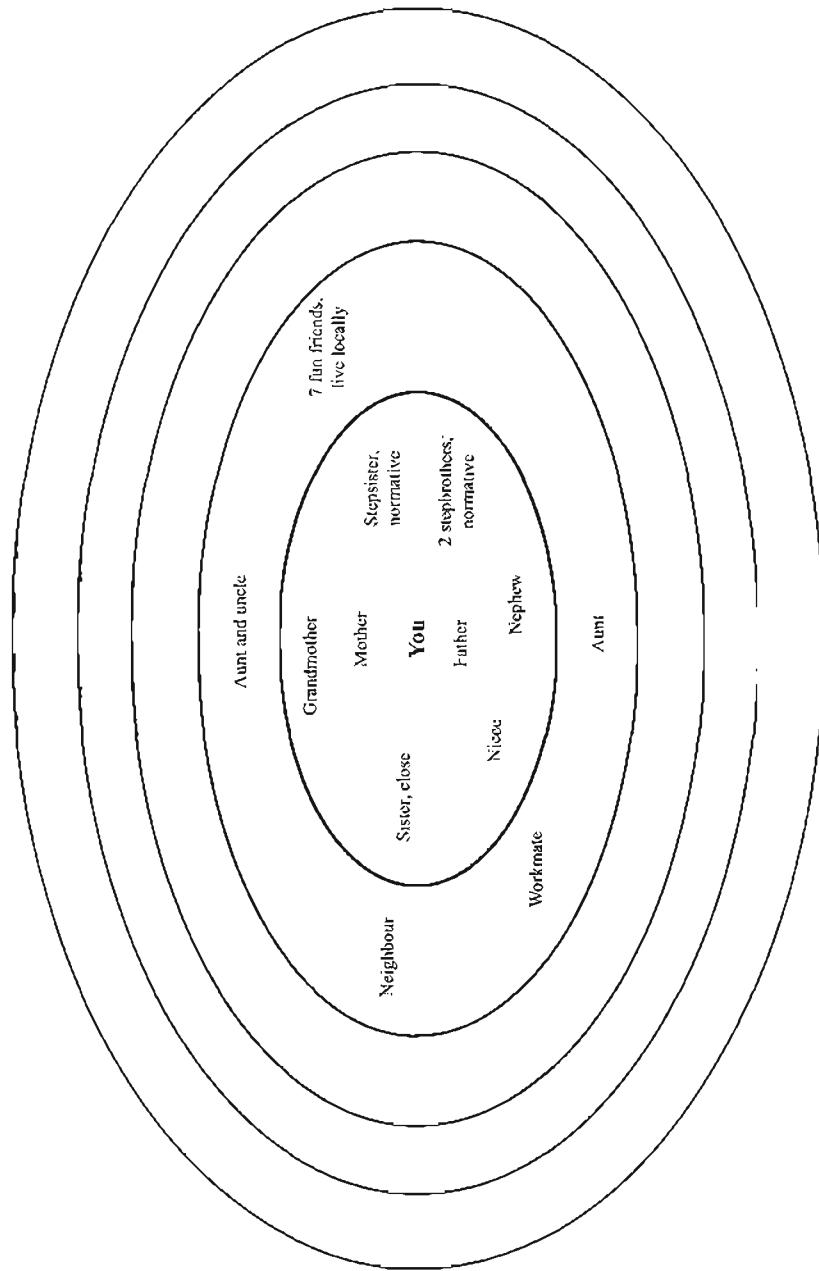 Aunt and uncle
7 fun friends.
live locally
Grandmother
Mother
Stepsister,
normative
Neighbour
Sister, close
You
Father
2 stepbrothers,
normative
Niece
Nephew
Workmate
Aunt